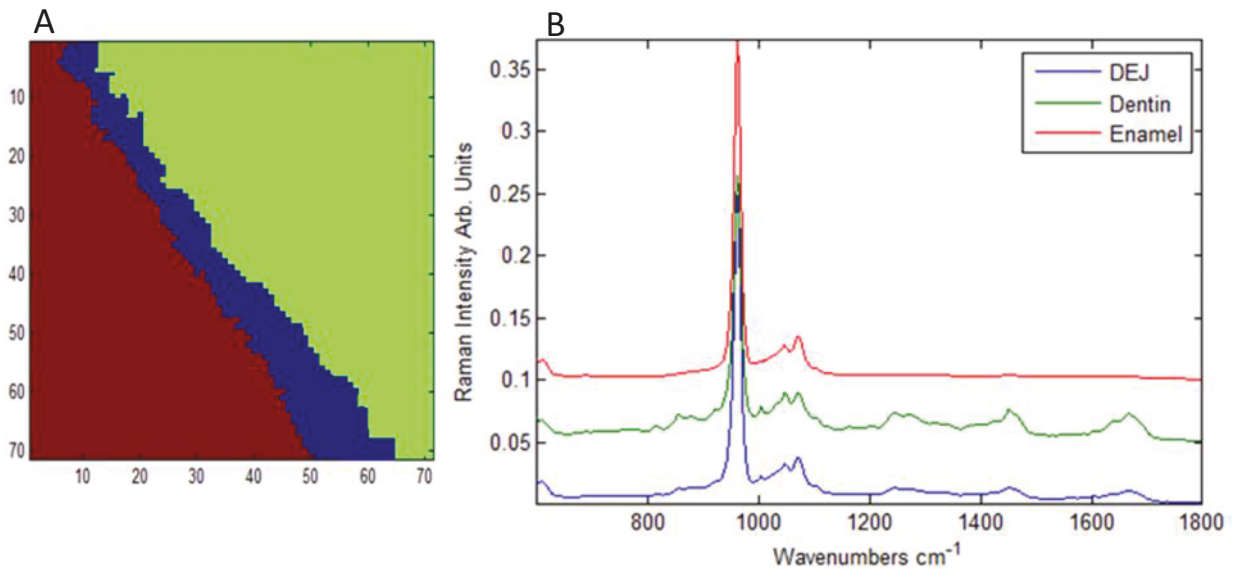 A
10
20
30
40
50
60
70
10 20 30 40 50 60 70
B
Raman Intensity Arb. Units
0.35
0.3
0.25
0.2
0.15
0.1
0.05
DEJ
Dentin
Enamel
800 1000 1200 1400 1600 1800
Wavenumbers cm-1